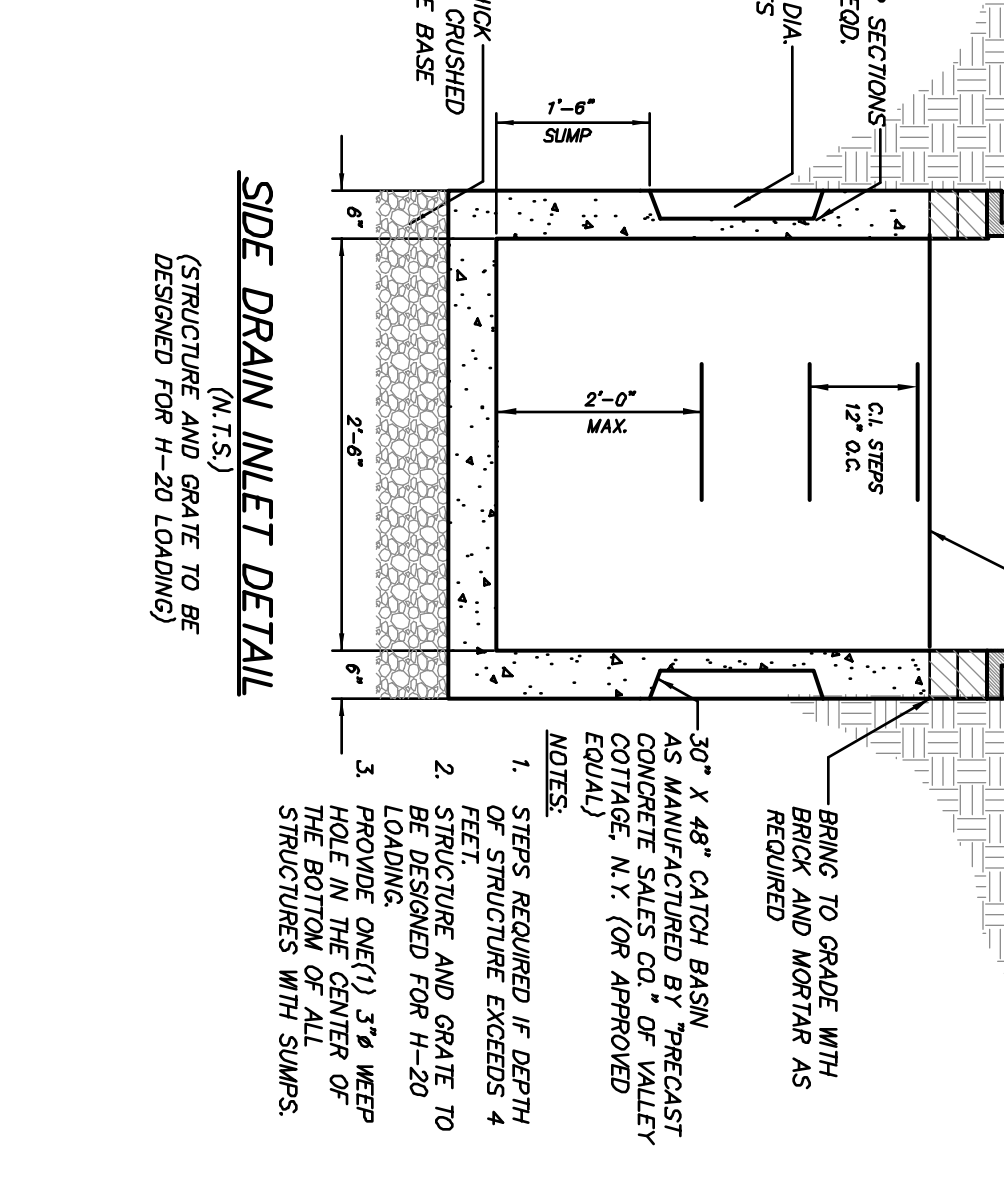 SECTIONS
REQD.
DIA.
HICK
CRUSHED
BASE
1'-6"
SUMP
C.I. STEPS
12" O.C.
2'-0"
MAX.
6"
2'-6"
6"
BRING TO GRADE WITH
BRICK AND MORTAR AS
REQUIRED
30" X 48" CATCH BASIN
AS MANUFACTURED BY "PRECAST
CONCRETE SALES CO." OF VALLEY
COTTAGE, N.Y. (OR APPROVED
EQUAL)
NOTES:
1. STEPS REQUIRED IF DEPTH
OF STRUCTURE EXCEEDS 4
FEET.
2. STRUCTURE AND GRATE TO
BE DESIGNED FOR H-20
LOADING.
3. PROVIDE ONE(1) 3"Ø WEEP
HOLE IN THE CENTER OF
THE BOTTOM OF ALL
STRUCTURES WITH SUMPS.
SIDE DRAIN INLET DETAIL
(N.T.S.)
(STRUCTURE AND GRATE TO BE
DESIGNED FOR H-20 LOADING)